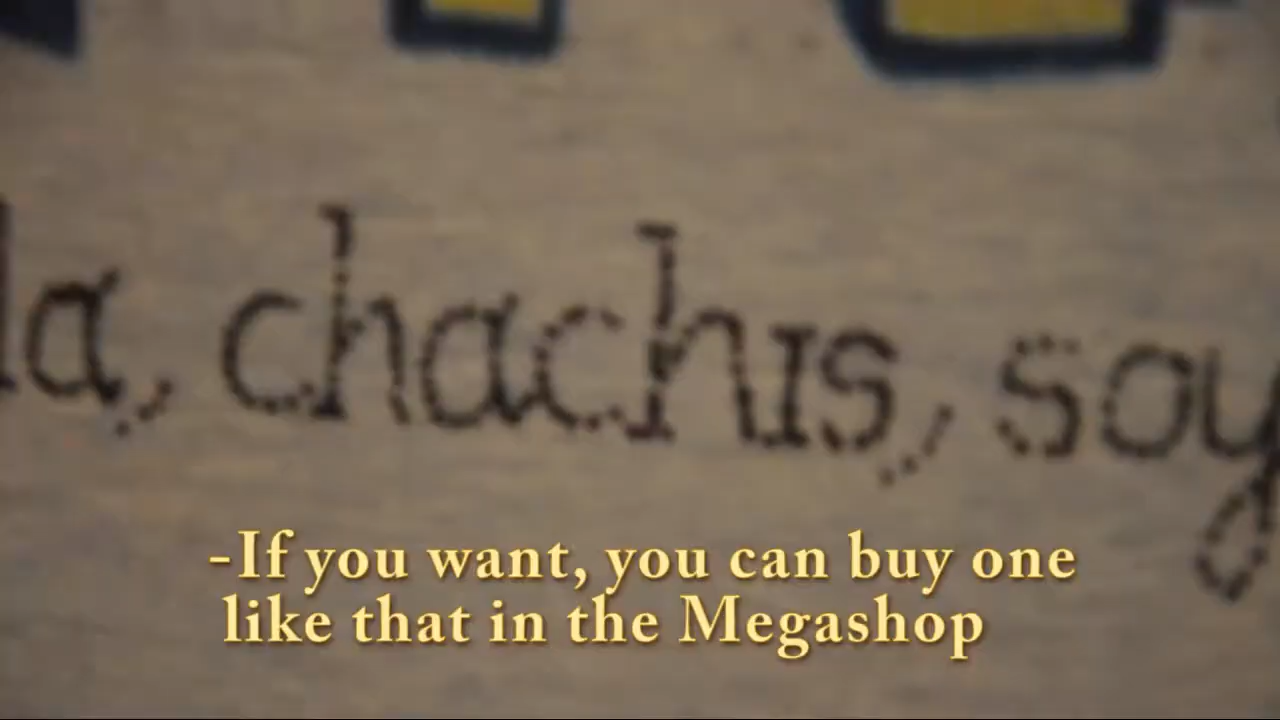 la, chachis, soy
-If you want, you can buy one
like that in the Megashop